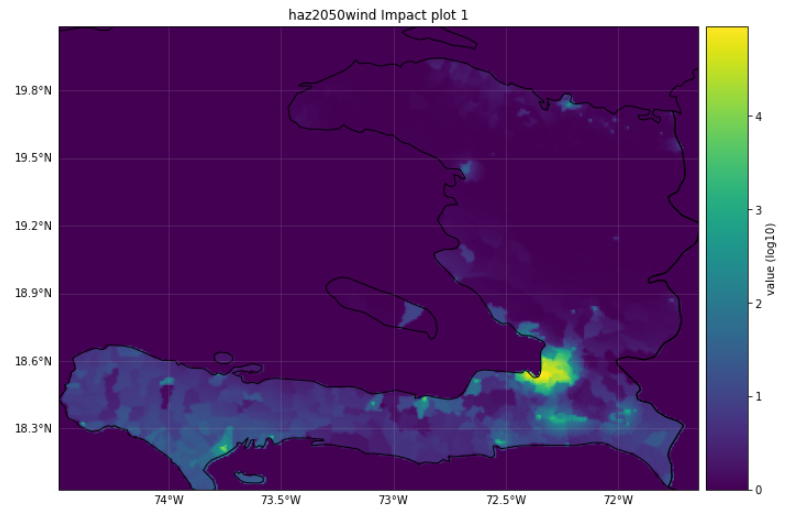 haz2050wind Impact plot 1
19.8°N
19.5°N
19.2°N
18.9°N
18.6°N
18.3°N
74°W 73.5°W 73°W 72.5°W 72°W
4
3
2
1
0
value (log10)